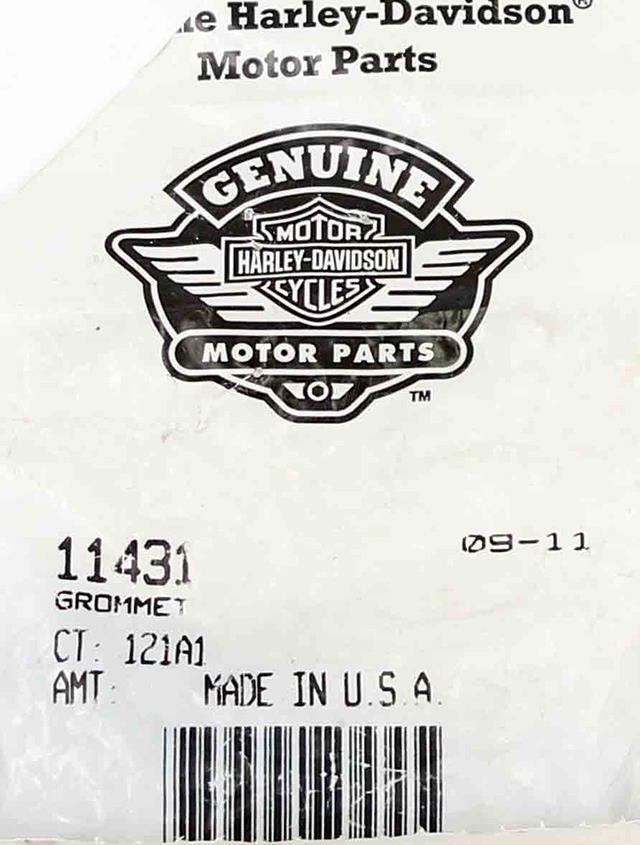 Harley-Davidson®
Motor Parts
GENUINE
MOTOR
HARLEY-DAVIDSON
CYCLES
MOTOR PARTS
TM
11431
09-11
GROMMET
CT: 121A1
AMT: MADE IN U.S.A.